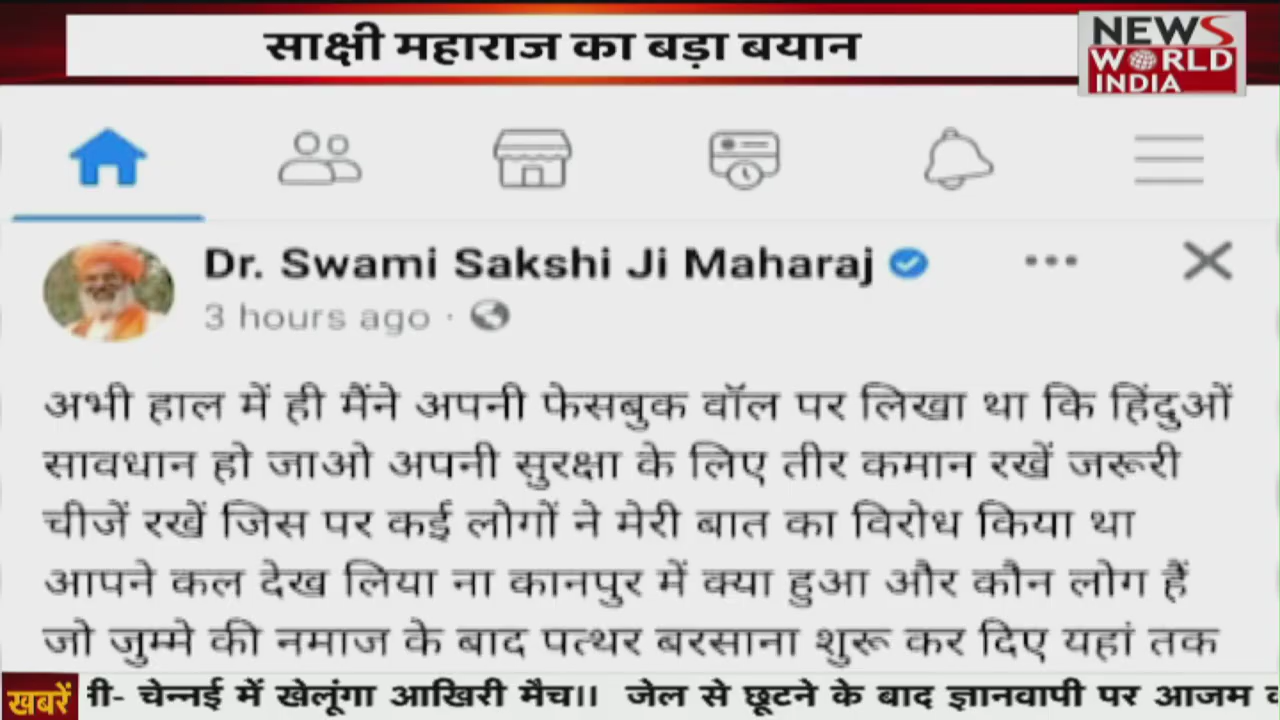 साक्षी महाराज का बड़ा बयान
NEWS
WORLD
INDIA
Dr. Swami Sakshi Ji Maharaj
3 hours ago ·
अभी हाल में ही मैंने अपनी फेसबुक वॉल पर लिखा था कि हिंदुओं
सावधान हो जाओ अपनी सुरक्षा के लिए तीर कमान रखें जरूरी
चीजें रखें जिस पर कई लोगों ने मेरी बात का विरोध किया था
आपने कल देख लिया ना कानपुर में क्या हुआ और कौन लोग हैं
जो जुम्मे की नमाज के बाद पत्थर बरसाना शुरू कर दिए यहां तक
खबरें
- चेन्नई में खेलूंगा आखिरी मैच।। जेल से छूटने के बाद ज्ञानवापी पर आजम